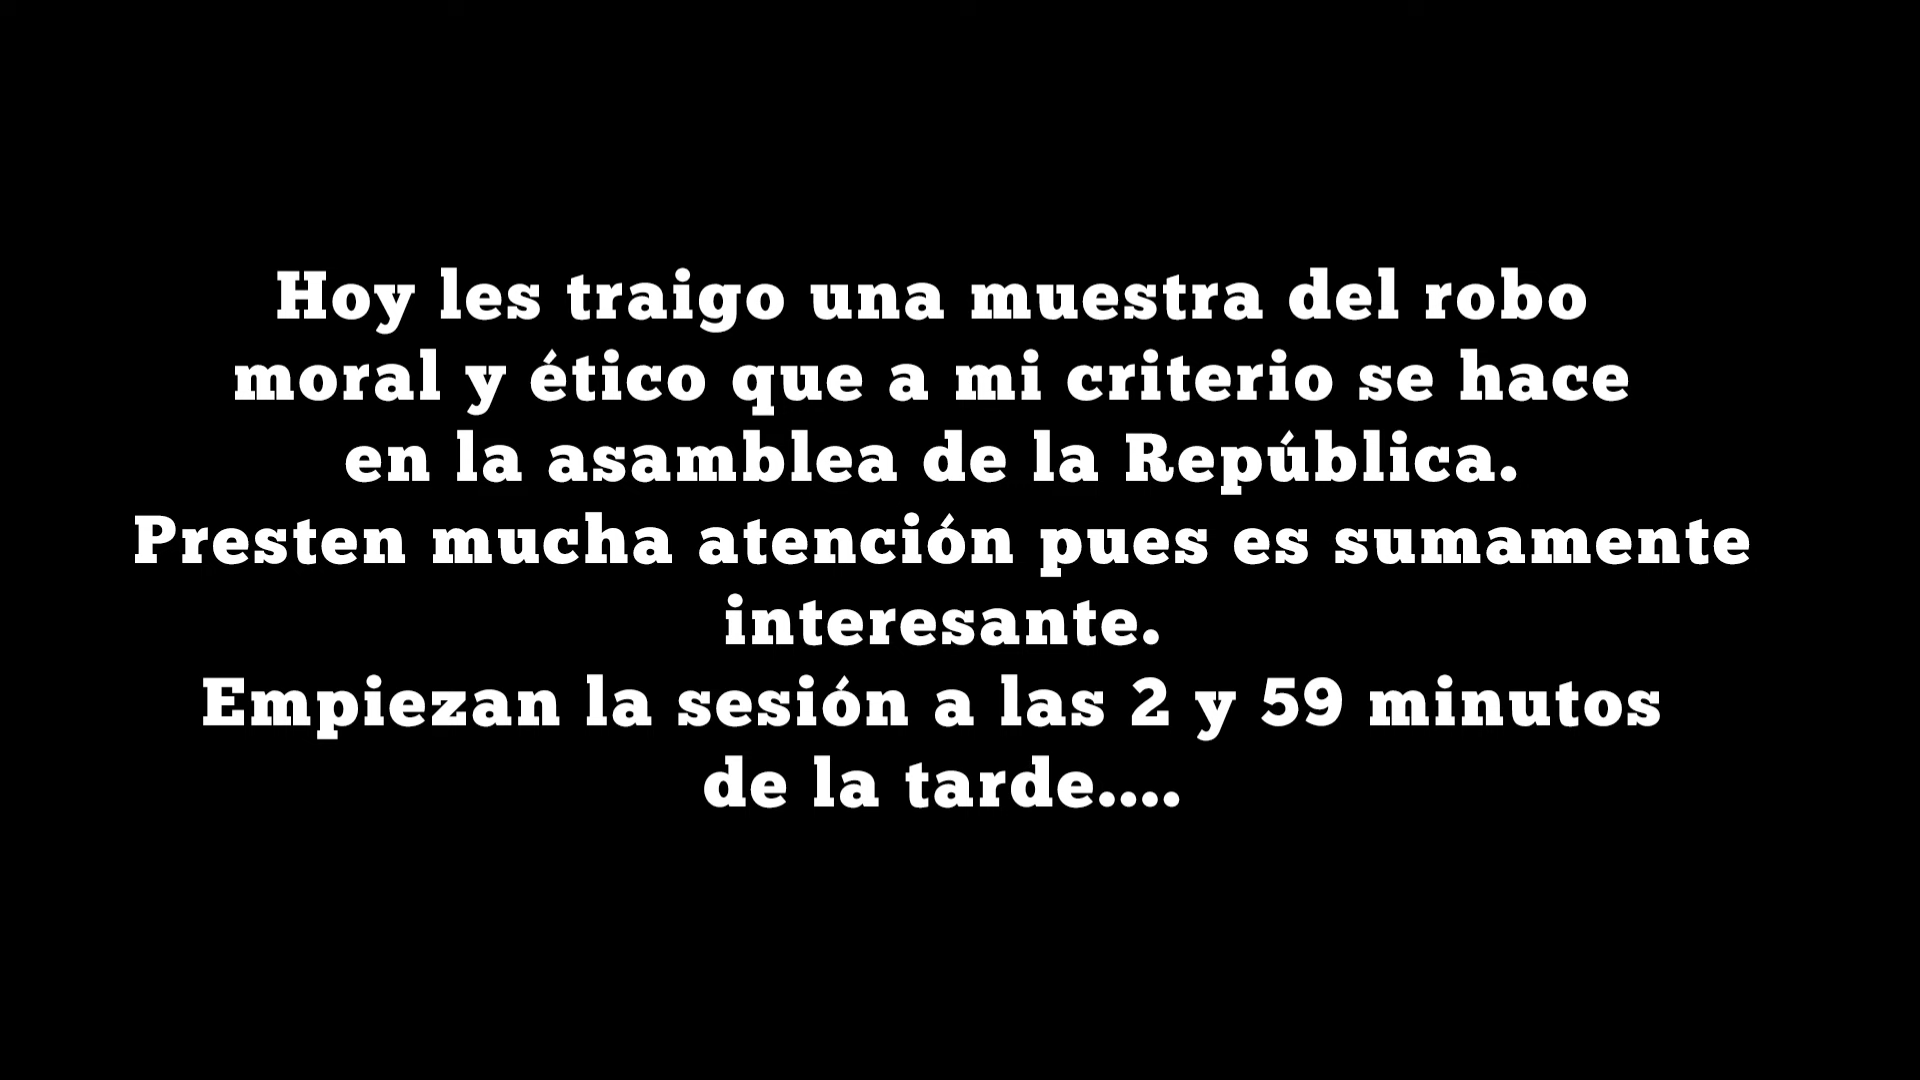 Hoy les traigo una muestra del robo
moral y ético que a mi criterio se hace
en la asamblea de la República.
Presten mucha atención pues es sumamente
interesante.
Empiezan la sesión a las 2 y 59 minutos
de la tarde....